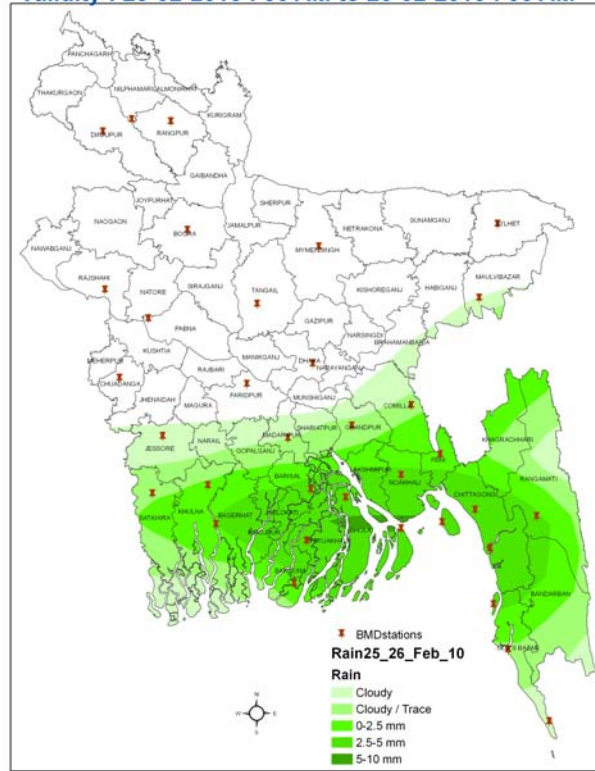 PANCHAGARH
THAKURGAON
NILPHAMARI
LALMONIRHAT
KURIGRAM
RANGPUR
GAIBANDHA
JOYPURHAT
SHERPUR
NAOGAON
JAMALPUR
NETRAKONA
SUNAMGANJ
NAWABGANJ
BOGRA
MYMENSINGH
MAULVIBAZAR
RAJSHAHI
NATORE
SIRAJGANJ
TANGAIL
KISHOREGANJ
HABIGANJ
PABNA
GAZIPUR
NARSINGDI
BRAHAMANBARIA
KUSHTIA
MEHERPUR
RAJBARI
MANIKGANJ
DHAKA
NARAYANGANJ
CHUADANGA
JHENAIDAH
MAGURA
FARIDPUR
MUNSHIGANJ
COMILLA
SHARIATPUR
CHANDPUR
MADARIPUR
JESSORE
NARAIL
GOPALGANJ
KHAGRACHHARI
RANGAMATI
BARISAL
LAKSHMIPUR
NOAKHALI
CHITTAGONG
SATKHIRA
KHULNA
BAGERHAT
BARGUNA
BANDARBAN
BMDstations
Rain25_26_Feb_10
Rain
Cloudy
Cloudy / Trace
0-2.5 mm
2.5-5 mm
5-10 mm
N
W
E
S